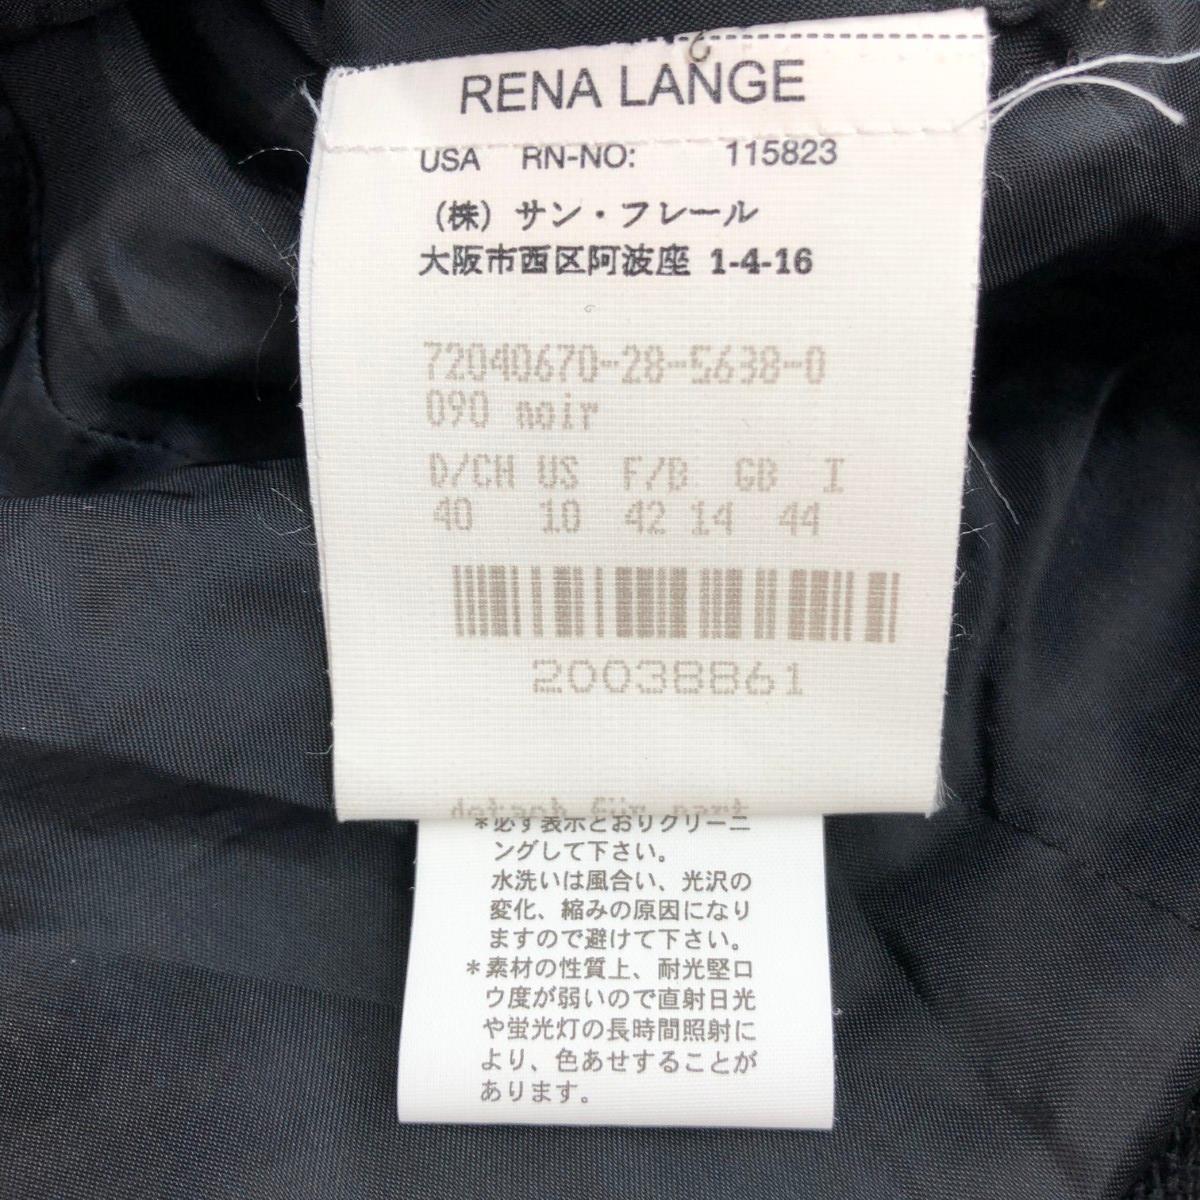 RENA LANGE
USA RN-NO: 115823
(株) サン・フレール
大阪市西区阿波座 1-4-16
72040670-28-5638-0
090 noir
D/CH US F/B GB I
40 10 42 14 44
20038861
*必ず表示とおりクリーニ
ングして下さい。
水洗いは風合い、光沢の
変化、縮みの原因になり
ますので避けて下さい。
*素材の性質上、耐光堅ロ
ウ度が弱いので直射日光
や蛍光灯の長時間照射に
より、色あせすることが
あります。